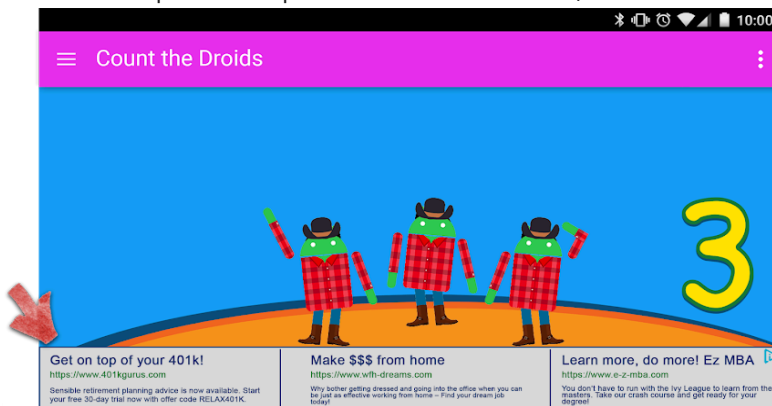 10:00
Count the Droids
3
Get on top of your 401k!
https://www.401kgurus.com
Sensible retirement planning advice is now available. Start
your free 30-day trial now with offer code RELAX401K.
Make $$$ from home
https://www.wfh-dreams.com
Why bother getting dressed and going into the office when you can
be just as effective working from home – Find your dream job
today!
Learn more, do more! Ez MBA
https://www.e-z-mba.com
You don't have to run with the Ivy League to learn from the
masters. Take our crash course and get ready for your
degree!